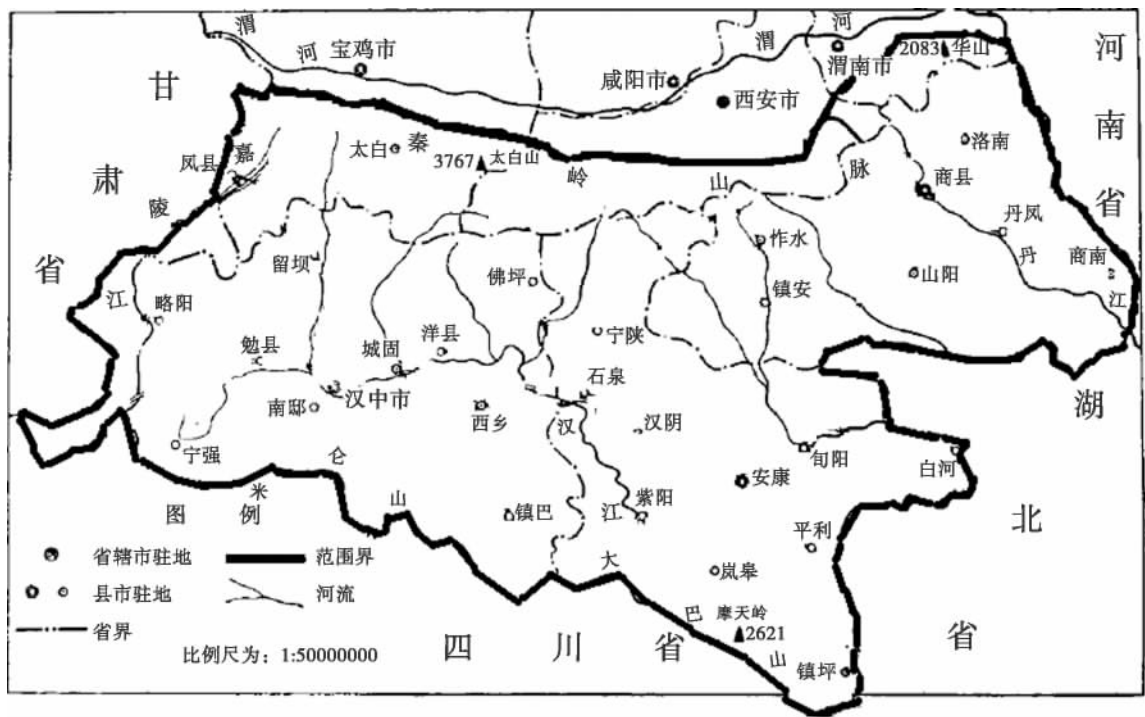 渭 河 渭 河
宝鸡市
咸阳市
渭南市
2083 华山
西安市
河
南
省
甘
肃
省
凤县
嘉
陵
江
太白
秦
岭
山
脉
3767 太白山
洛南
商县
丹凤
丹
江
商南
山阳
柞水
镇安
留坝
佛坪
略阳
勉县
城固
洋县
宁陕
石泉
汉中市
南郑
西乡
汉
江
汉阴
宁强
旬阳
白河
安康
紫阳
镇巴
平利
岚皋
米
仑
山
大
巴
山
摩天岭
2621
镇坪
湖
北
省
四 川 省
图 例
省辖市驻地
范围界
县市驻地
河流
省界
比例尺为：1:50000000